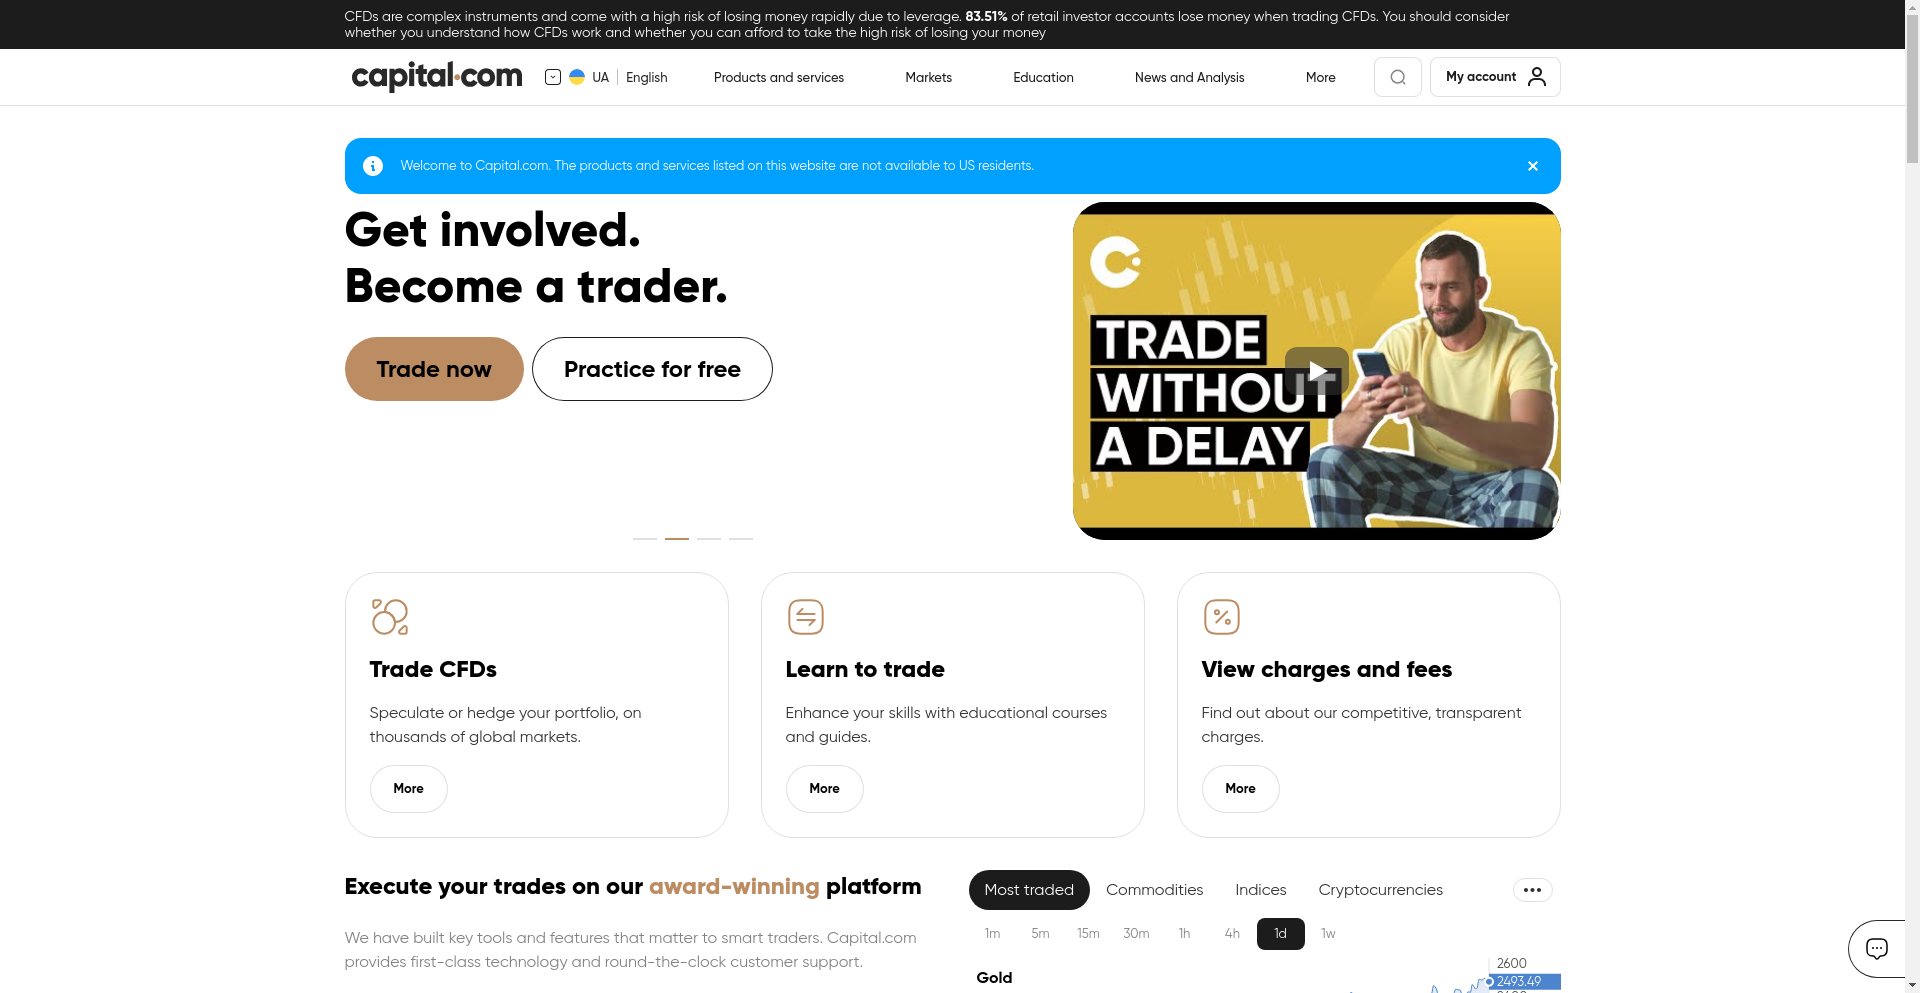 CFDs are complex instruments and come with a high risk of losing money rapidly due to leverage. 83.51% of retail investor accounts lose money when trading CFDs. You should consider
whether you understand how CFDs work and whether you can afford to take the high risk of losing your money
capital.com
UA English
Products and services
Markets
Education
News and Analysis
More
My account
Welcome to Capital.com. The products and services listed on this website are not available to US residents.
Get involved.
Become a trader.
Trade now
Practice for free
TRADE
WITHOUT
A DELAY
Trade CFDs
Speculate or hedge your portfolio, on
thousands of global markets.
More
Learn to trade
Enhance your skills with educational courses
and guides.
More
View charges and fees
Find out about our competitive, transparent
charges.
More
Execute your trades on our award-winning platform
We have built key tools and features that matter to smart traders. Capital.com
provides first-class technology and round-the-clock customer support.
Most traded
Commodities
Indices
Cryptocurrencies
1m 5m 15m 30m 1h 4h 1d 1w
Gold
2600
2493.49